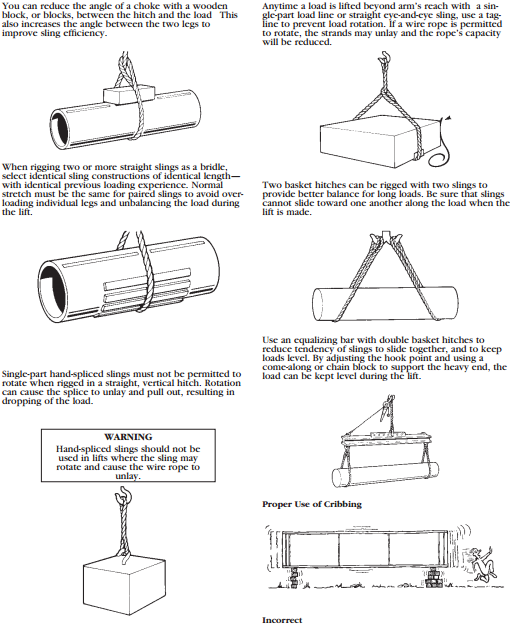 You can reduce the angle of a choke with a wooden
block, or blocks, between the hitch and the load This
also increases the angle between the two legs to
improve sling efficiency.
When rigging two or more straight slings as a bridle,
select identical sling constructions of identical length—
with identical previous loading experience. Normal
stretch must be the same for paired slings to avoid over-
loading individual legs and unbalancing the load during
the lift.
Single-part hand-spliced slings must not be permitted to
rotate when rigged in a straight, vertical hitch. Rotation
can cause the splice to unlay and pull out, resulting in
dropping of the load.
WARNING
Hand-spliced slings should not be
used in lifts where the sling may
rotate and cause the wire rope to
unlay.
Anytime a load is lifted beyond arm's reach with a sin-
gle-part load line or straight eye-and-eye sling, use a tag-
line to prevent load rotation. If a wire rope is permitted
to rotate, the strands may unlay and the rope's capacity
will be reduced.
Two basket hitches can be rigged with two slings to
provide better balance for long loads. Be sure that slings
cannot slide toward one another along the load when the
lift is made.
Use an equalizing bar with double basket hitches to
reduce tendency of slings to slide together, and to keep
loads level. By adjusting the hook point and using a
come-along or chain block to support the heavy end, the
load can be kept level during the lift.
Proper Use of Cribbing
Incorrect